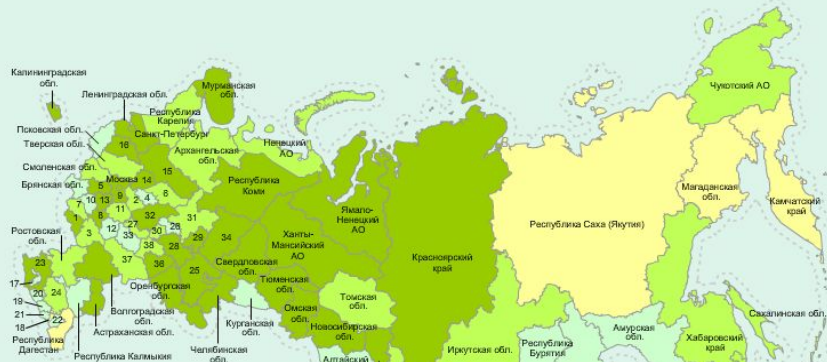 Калининградская
обл.
Мурманская
обл.
Чукотский АО
Ленинградская обл.
Республика
Карелия
Псковская обл.
Санкт-Петербург
Ненецкий
АО
Тверская обл.
16
Архангельская
обл.
Смоленская обл.
15
Москва
14
Брянская обл.
5
Республика
Коми
Магаданская
обл.
7
10
13
9
2
4
8
Камчатский
край
1
8
11
32
31
Ямало-
Ненецкий
АО
Республика Саха (Якутия)
Ростовская
обл.
3
12
27
33
30
26
38
28
29
34
Ханты-
Мансийский
АО
Красноярский
край
23
37
36
25
Свердловская
обл.
17
20
24
Оренбургская
обл.
Тюменская
обл.
Томская
обл.
19
21
18
22
Волгоградская
обл.
Омская
обл.
Сахалинская обл.
Астраханская обл.
Курганская
обл.
Новосибирская
обл.
Амурская
обл.
Республика
Дагестан
Республика Калмыкия
Челябинская
обл.
Алтайский
Иркутская обл.
Республика
Бурятия
Хабаровский
край